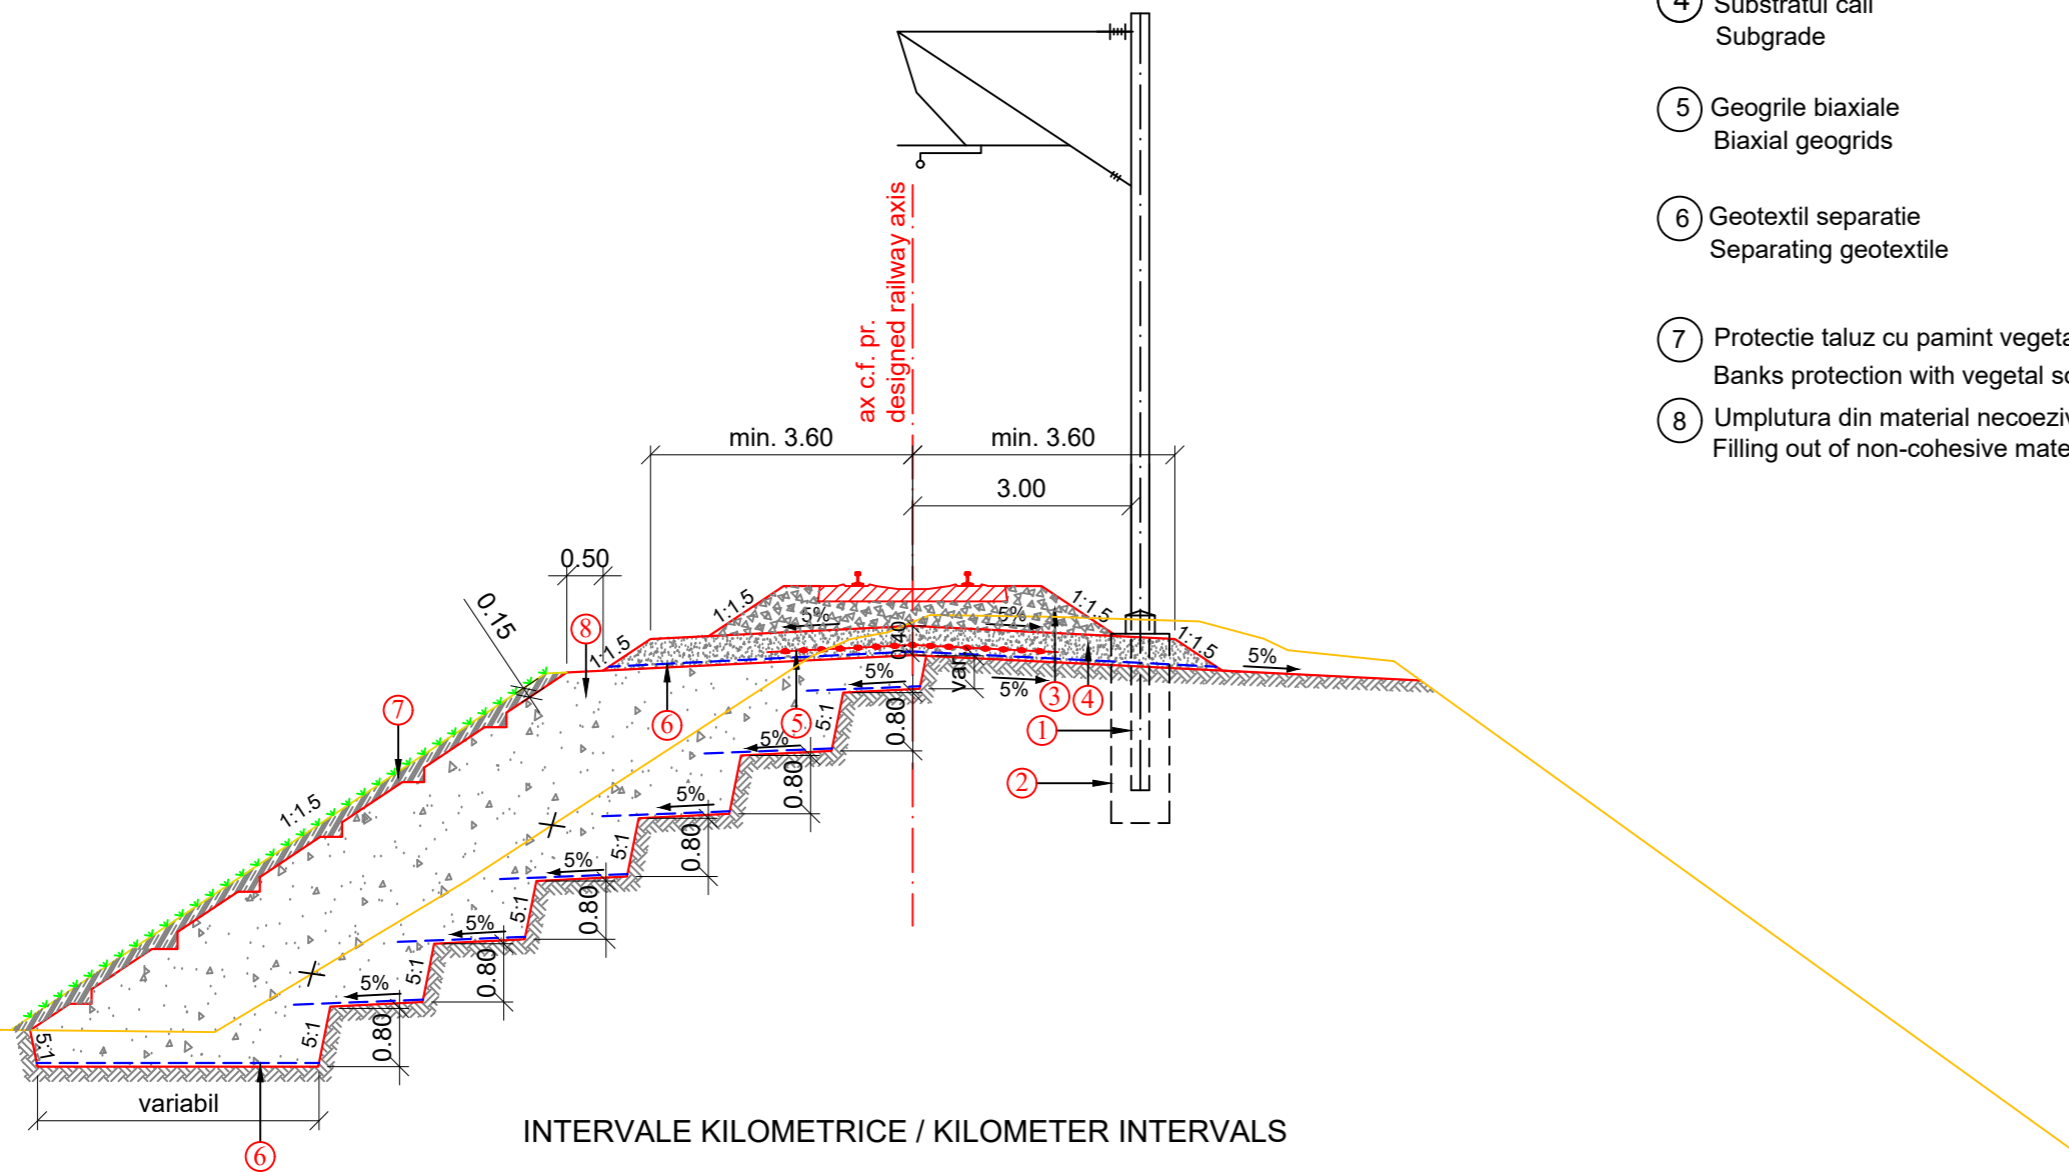 4 Substratul caii
Subgrade
5 Geogrile biaxiale
Biaxial geogrids
6 Geotextil separatie
Separating geotextile
7 Protectie taluz cu pamint vegeta
Banks protection with vegetal so
8 Umplutura din material necoeziv
Filling out of non-cohesive mate
ax c.f. pr.
designed railway axis
min. 3.60
min. 3.60
3.00
0.50
0.15
8
1:1.5
1:1.5
5%
5%
1:1.5
1:1.5
5%
0.40
var
5%
5%
7
6
5
3
4
1
2
5:1
0.80
5%
0.80
5%
5:1
0.80
5%
5:1
0.80
5%
5:1
0.80
5%
5:1
0.80
1:1.5
5:1
variabil
6
INTERVALE KILOMETRICE / KILOMETER INTERVALS